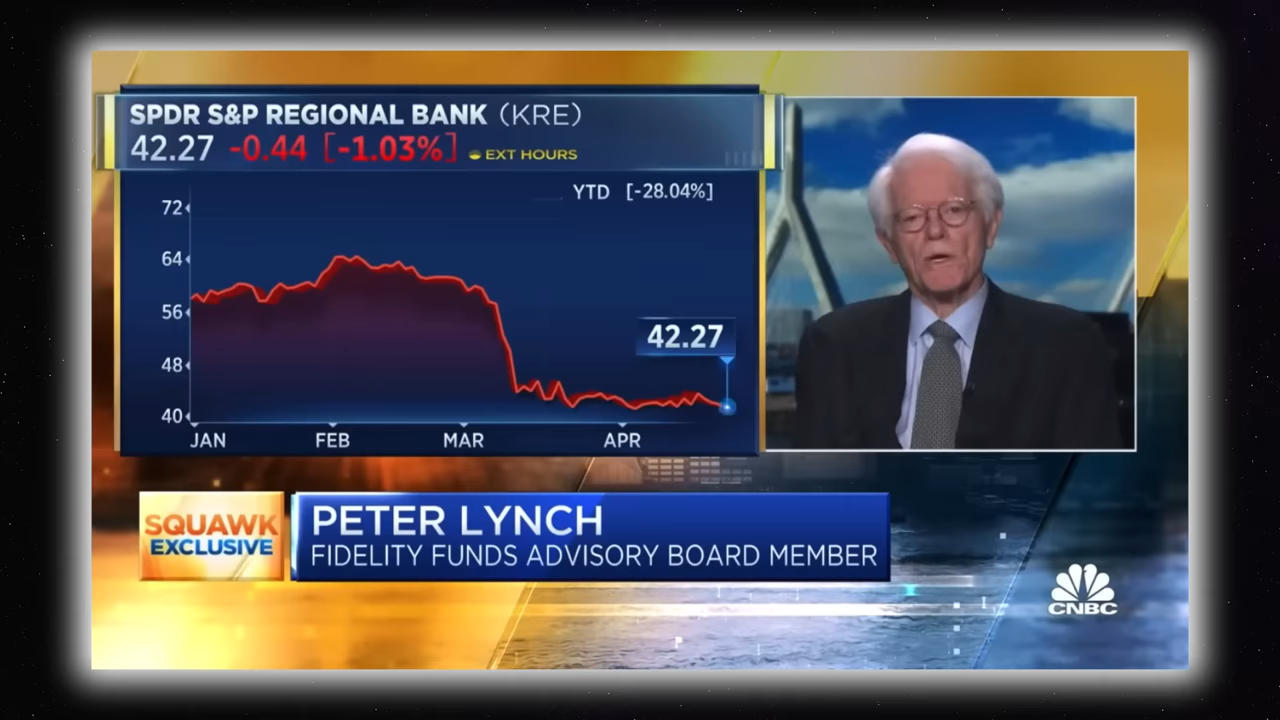 SPDR S&P REGIONAL BANK (KRE)
42.27 -0.44 [-1.03%] EXT HOURS
YTD [-28.04%]
72
64
56
48
40
42.27
JAN FEB MAR APR
SQUAWK
EXCLUSIVE
PETER LYNCH
FIDELITY FUNDS ADVISORY BOARD MEMBER
CNBC